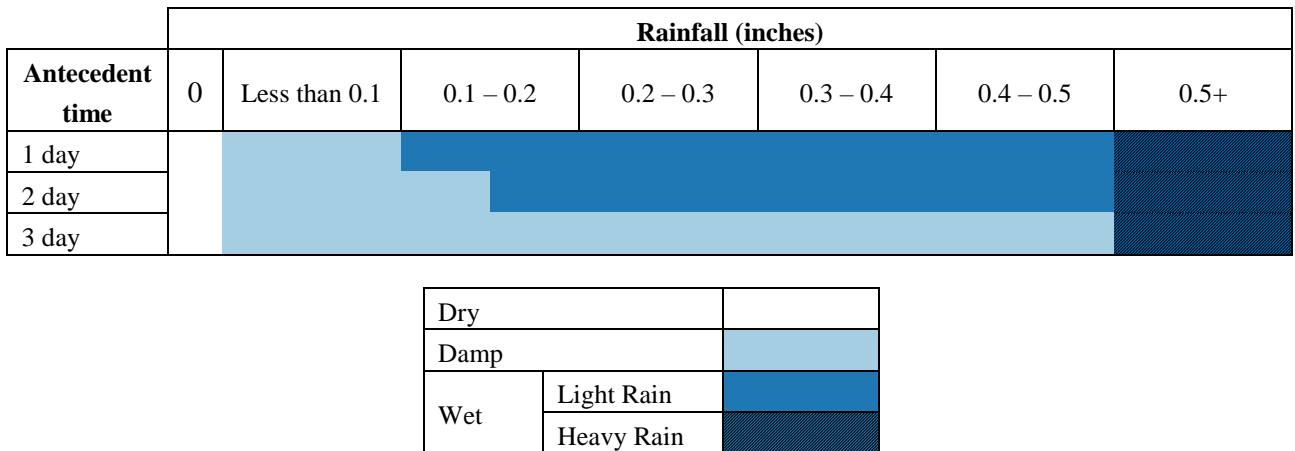 Rainfall (inches)
Antecedent
time
0
Less than 0.1
0.1 – 0.2
0.2 – 0.3
0.3 – 0.4
0.4 – 0.5
0.5+
1 day
2 day
3 day
Dry
Damp
Wet
Light Rain
Heavy Rain